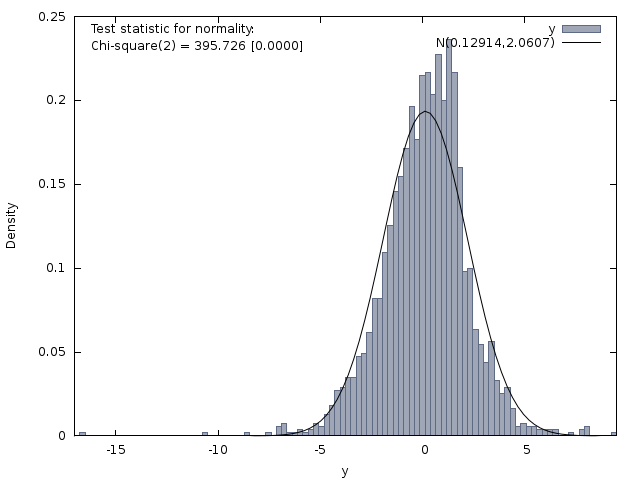 0.25
Test statistic for normality:
Chi-square(2) = 395.726 [0.0000]
y
N(0.12914,2.0607)
0.2
0.15
Density
0.1
0.05
0
-15 -10 -5 0 5
y